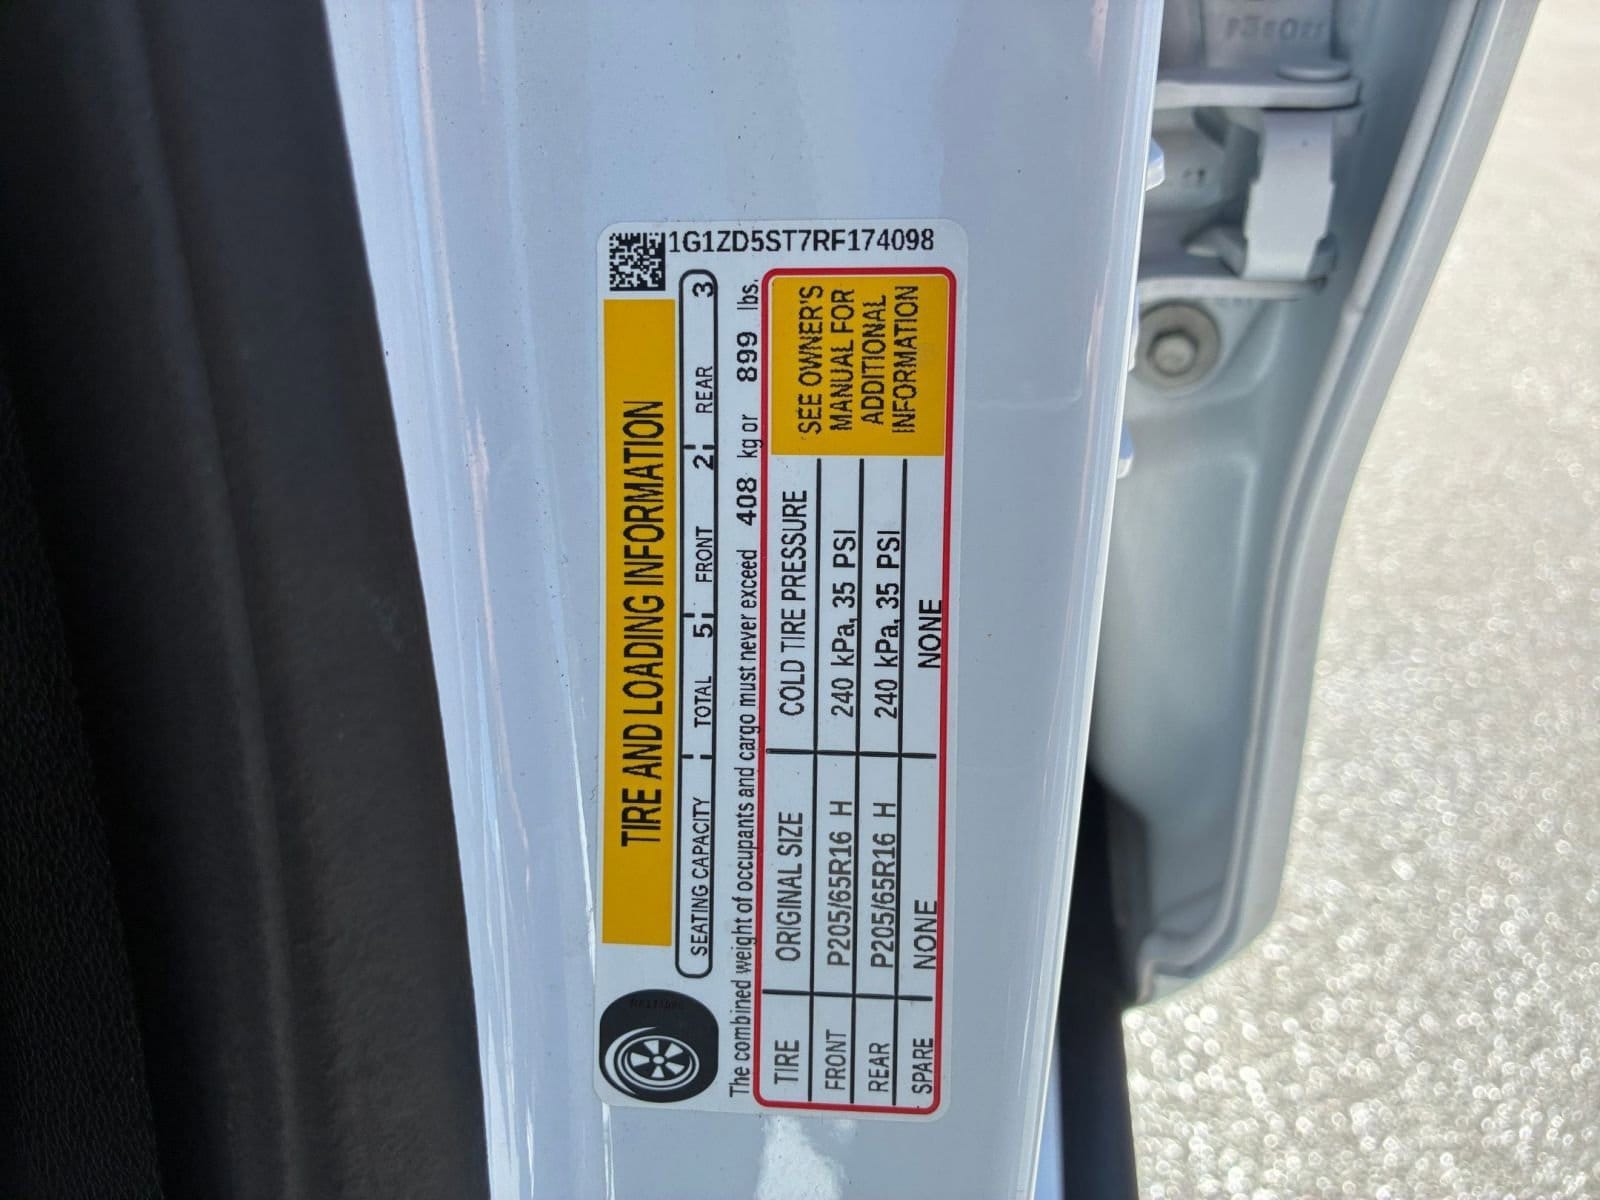 1G1ZD5ST7RF174098
TIRE AND LOADING INFORMATION
SEATING CAPACITY TOTAL 5 FRONT 2 REAR 3
The combined weight of occupants and cargo must never exceed 408 kg or 899 lbs.
TIRE ORIGINAL SIZE COLD TIRE PRESSURE
FRONT P205/65R16 H 240 kPa, 35 PSI
REAR P205/65R16 H 240 kPa, 35 PSI
SPARE NONE NONE
SEE OWNER'S
MANUAL FOR
ADDITIONAL
INFORMATION